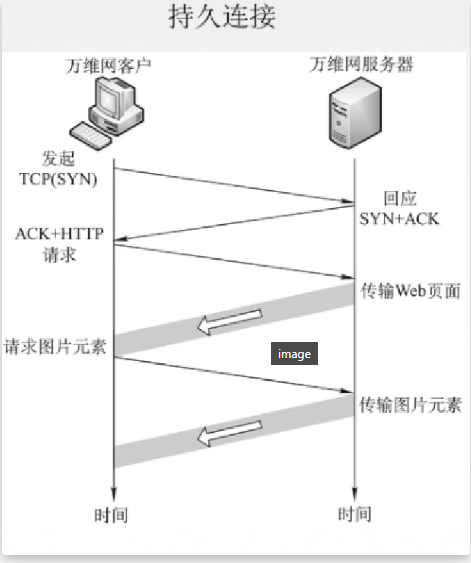 持久连接
万维网客户
万维网服务器
发起
TCP(SYN)
回应
SYN+ACK
ACK+HTTP
请求
传输Web页面
请求图片元素
image
传输图片元素
时间
时间